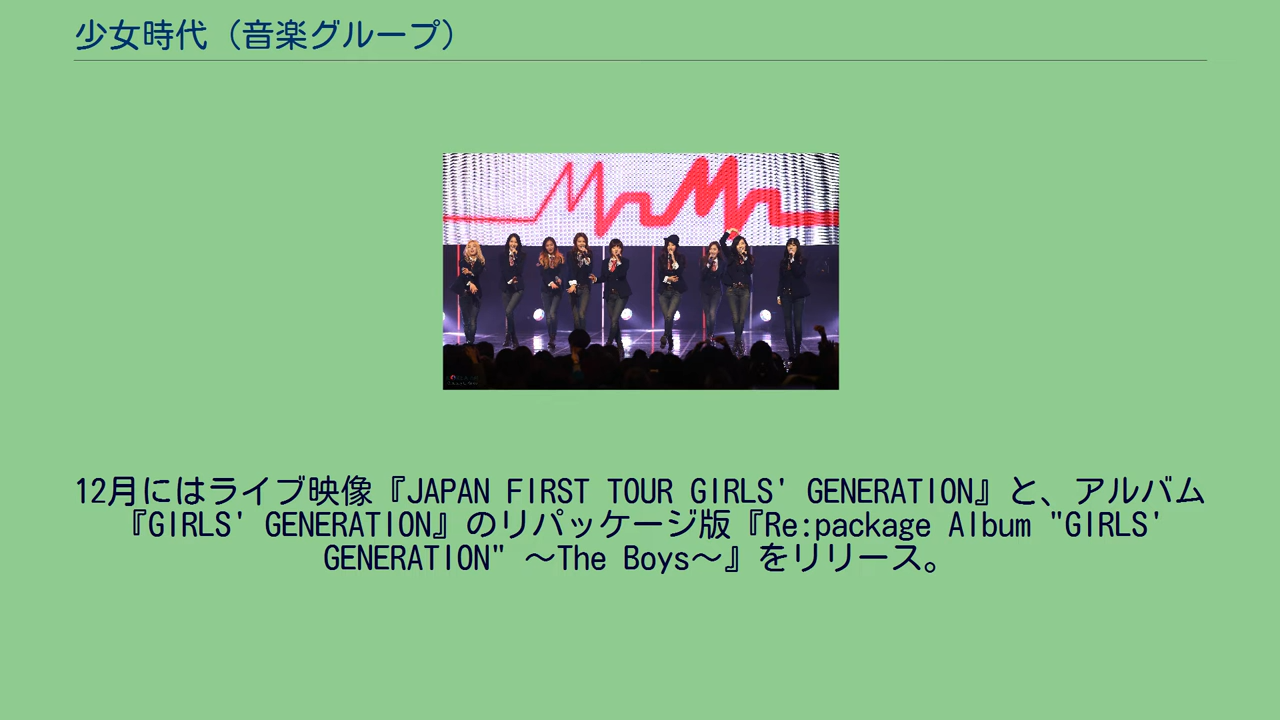 少女時代（音楽グループ）
Mr.Mr.
12月にはライブ映像『JAPAN FIRST TOUR GIRLS' GENERATION』と、アルバム
『GIRLS' GENERATION』のリパッケージ版『Re:package Album "GIRLS'
GENERATION" ～The Boys～』をリリース。